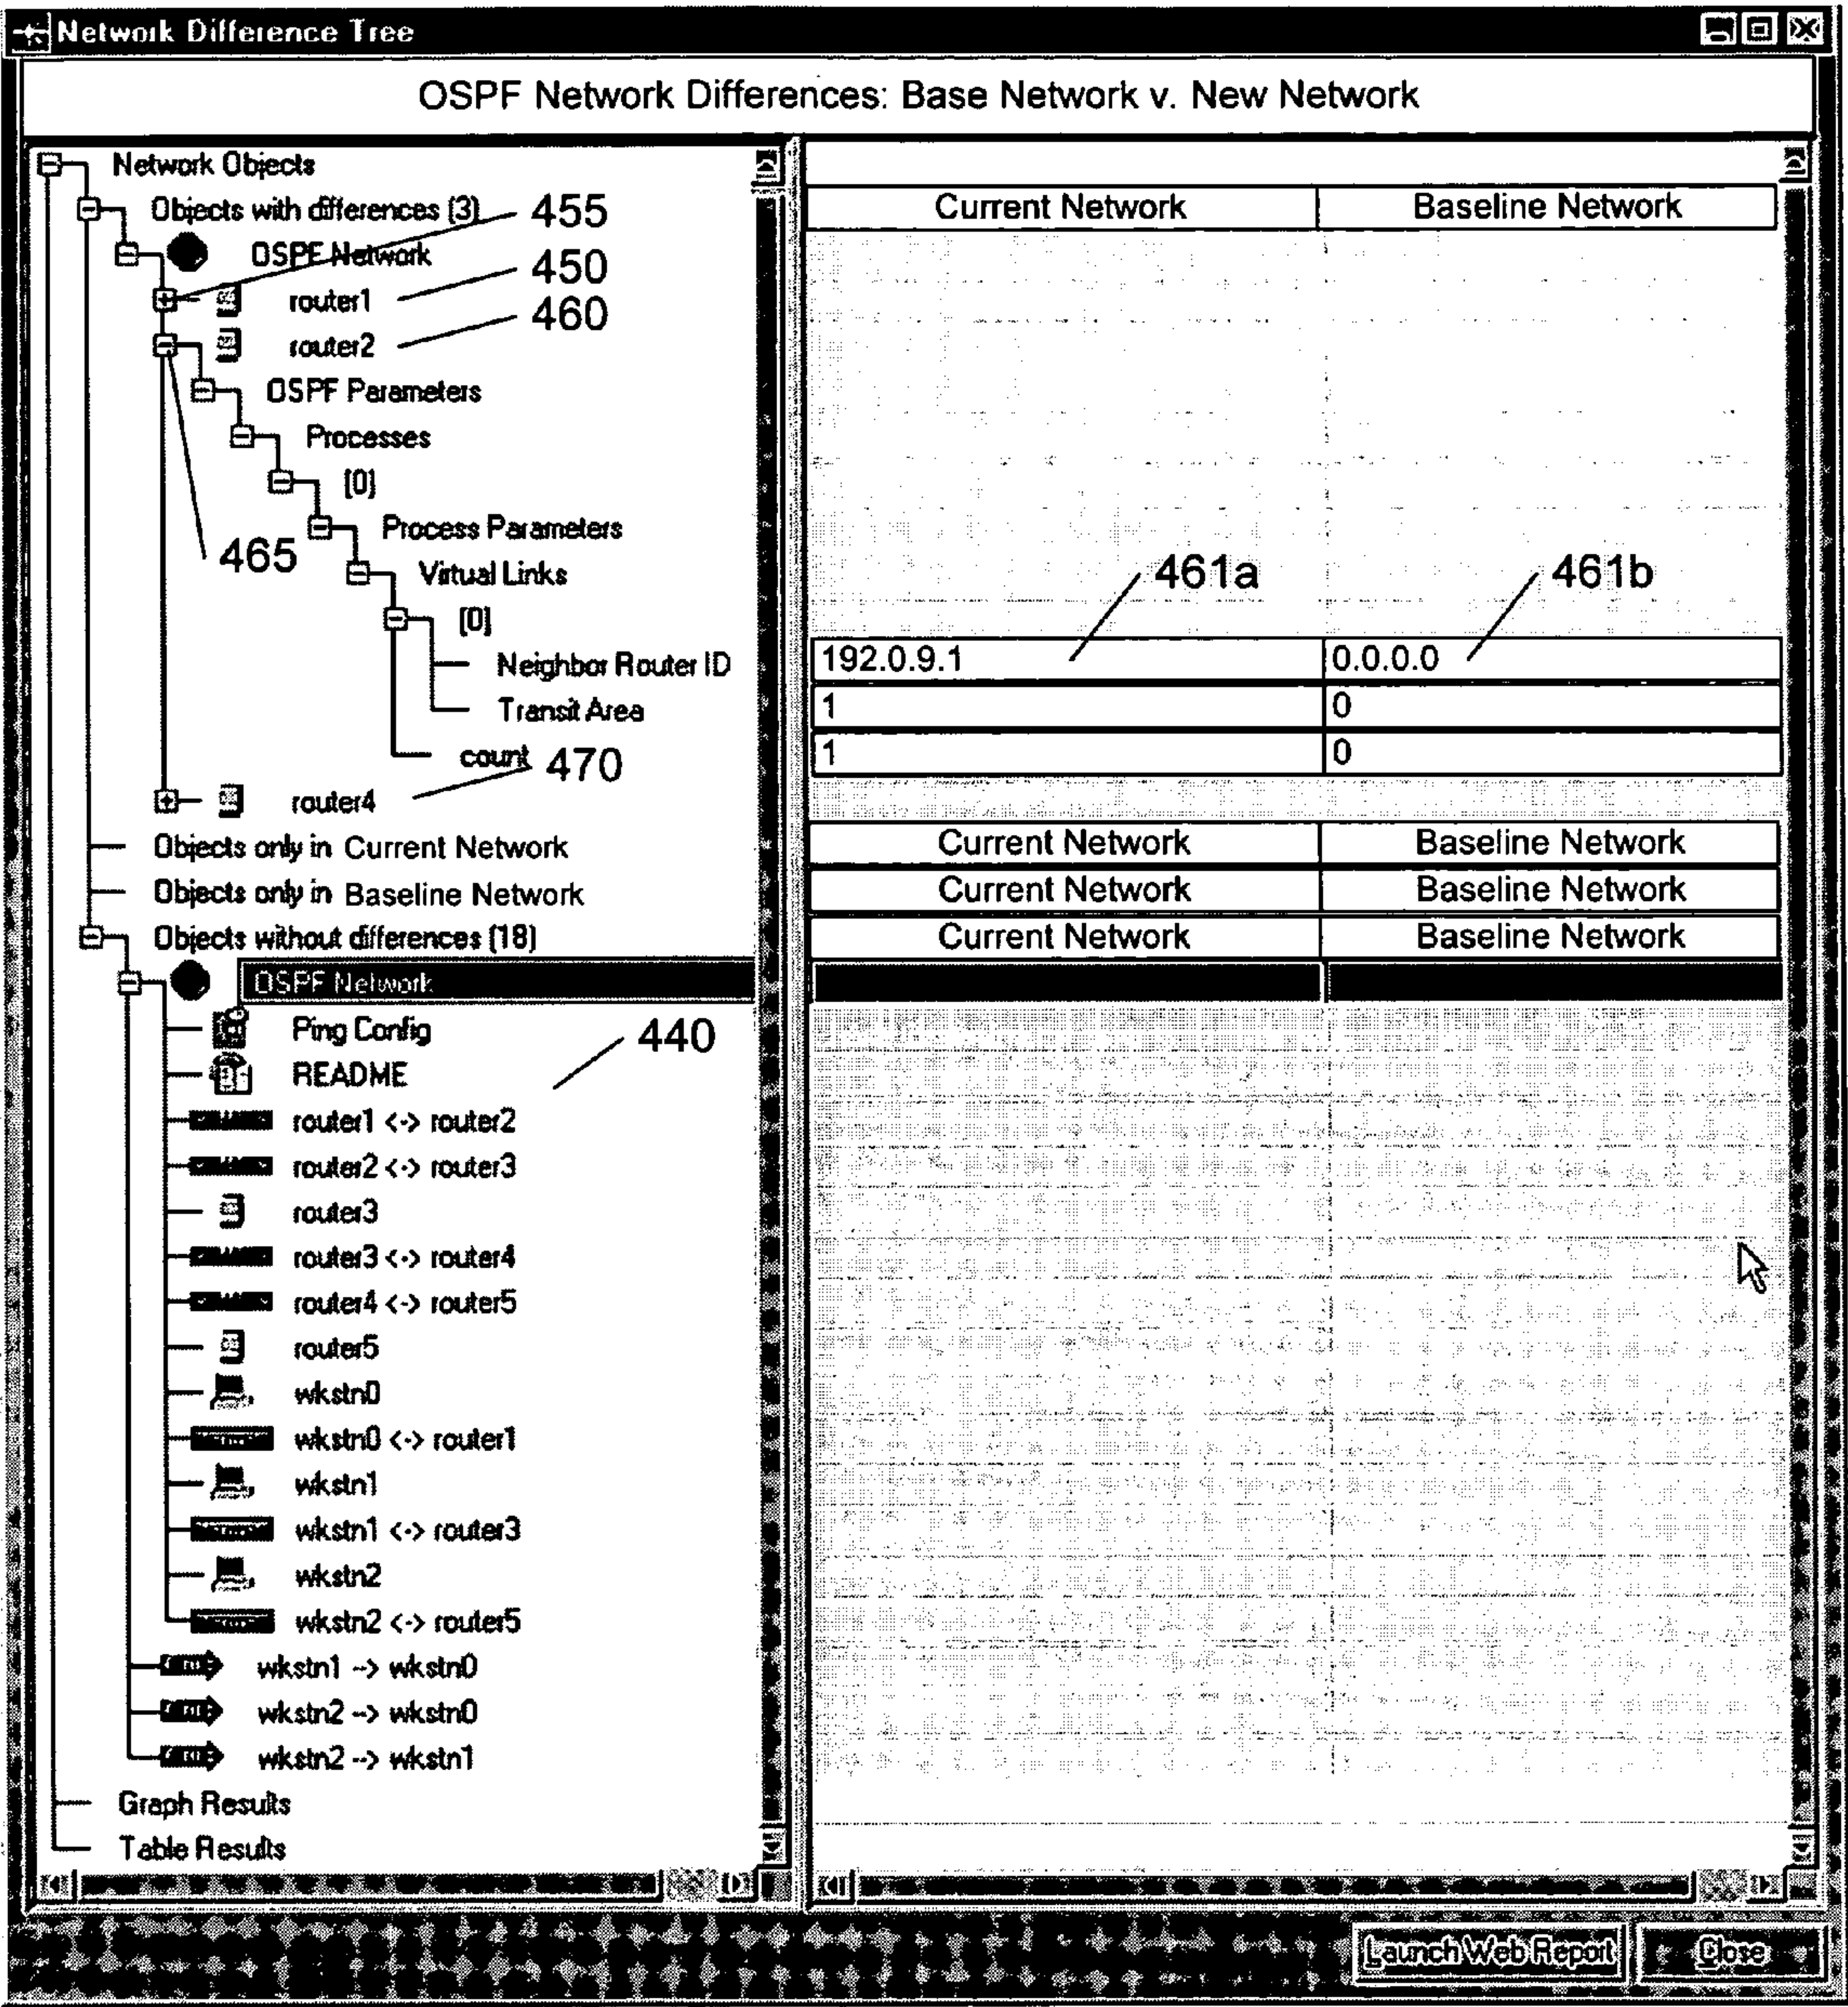 Network Difference Tree
OSPF Network Differences: Base Network v. New Network
Network Objects
Objects with differences (3) 455
Current Network Baseline Network
OSPF Network
450
router1
460
router2
OSPF Parameters
Processes
[0]
Process Parameters
465
Virtual Links
461a 461b
[0]
Neighbor Router ID 192.0.9.1 0.0.0.0
Transit Area 1 0
count 1 0
470
router4
Objects only in Current Network Current Network Baseline Network
Objects only in Baseline Network Current Network Baseline Network
Objects without differences (18) Current Network Baseline Network
OSPF Network
Ping Config
440
README
router1 <-> router2
router2 <-> router3
router3
router3 <-> router4
router4 <-> router5
router5
wkstn0
wkstn0 <-> router1
wkstn1
wkstn1 <-> router3
wkstn2
wkstn2 <-> router5
wkstn1 --> wkstn0
wkstn2 --> wkstn0
wkstn2 --> wkstn1
Graph Results
Table Results
Launch Web Report Close